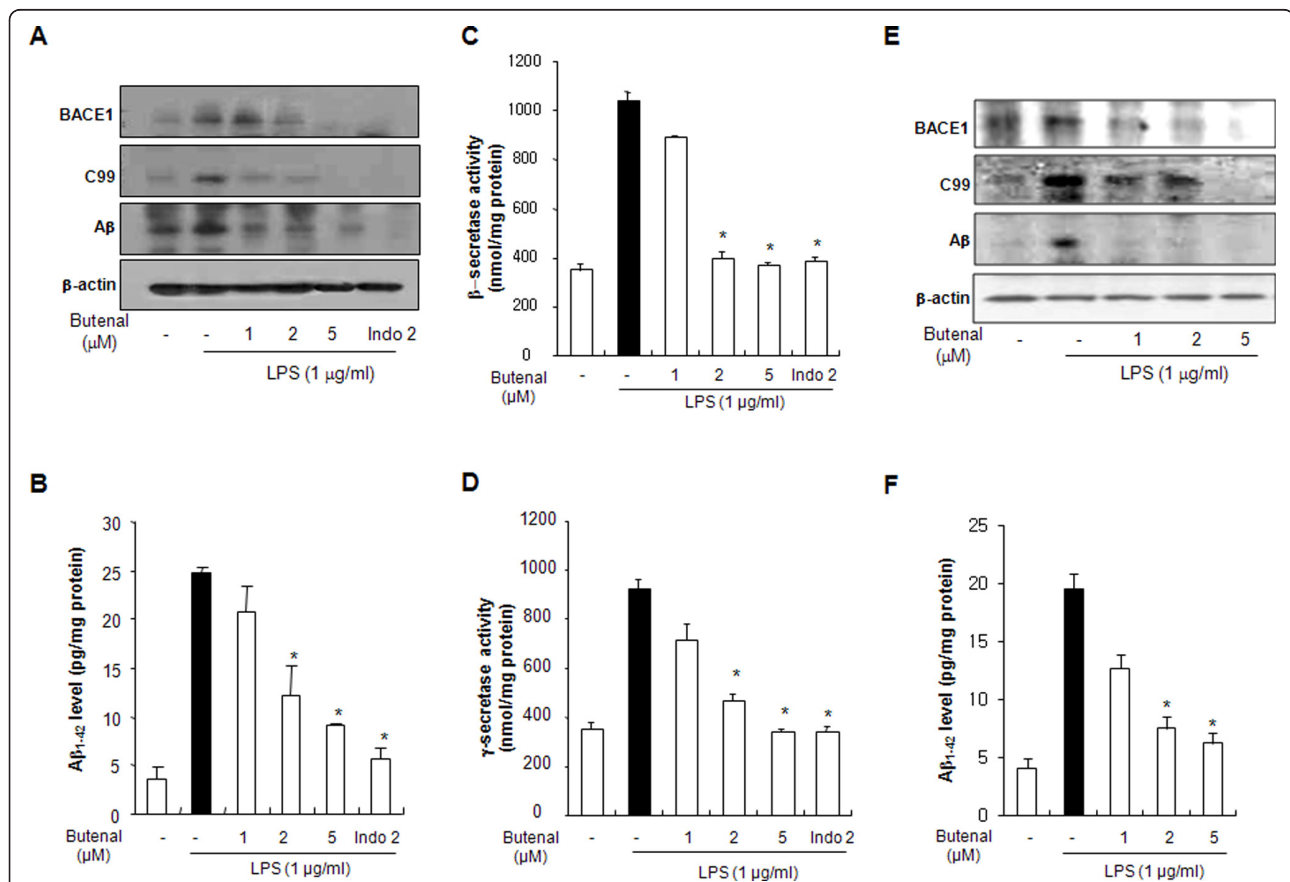 A
BACE1
C99
Aβ
β-actin
Butenal
(μM)
- - 1 2 5 Indo 2
LPS (1 μg/ml)
C
β-secretase activity
(nmol/mg protein)
1200
1000
800
600
400
200
0
* * *
Butenal
(μM)
- - 1 2 5 Indo 2
LPS (1 μg/ml)
E
BACE1
C99
Aβ
β-actin
Butenal
(μM)
- - 1 2 5
LPS (1 μg/ml)
B
Aβ1-42 level (pg/mg protein)
30
25
20
15
10
5
0
* * *
Butenal
(μM)
- - 1 2 5 Indo 2
LPS (1 μg/ml)
D
γ-secretase activity
(nmol/mg protein)
1200
1000
800
600
400
200
0
* * *
Butenal
(μM)
- - 1 2 5 Indo 2
LPS (1 μg/ml)
F
Aβ1-42 level (pg/mg protein)
25
20
15
10
5
0
* *
Butenal
(μM)
- - 1 2 5
LPS (1 μg/ml)